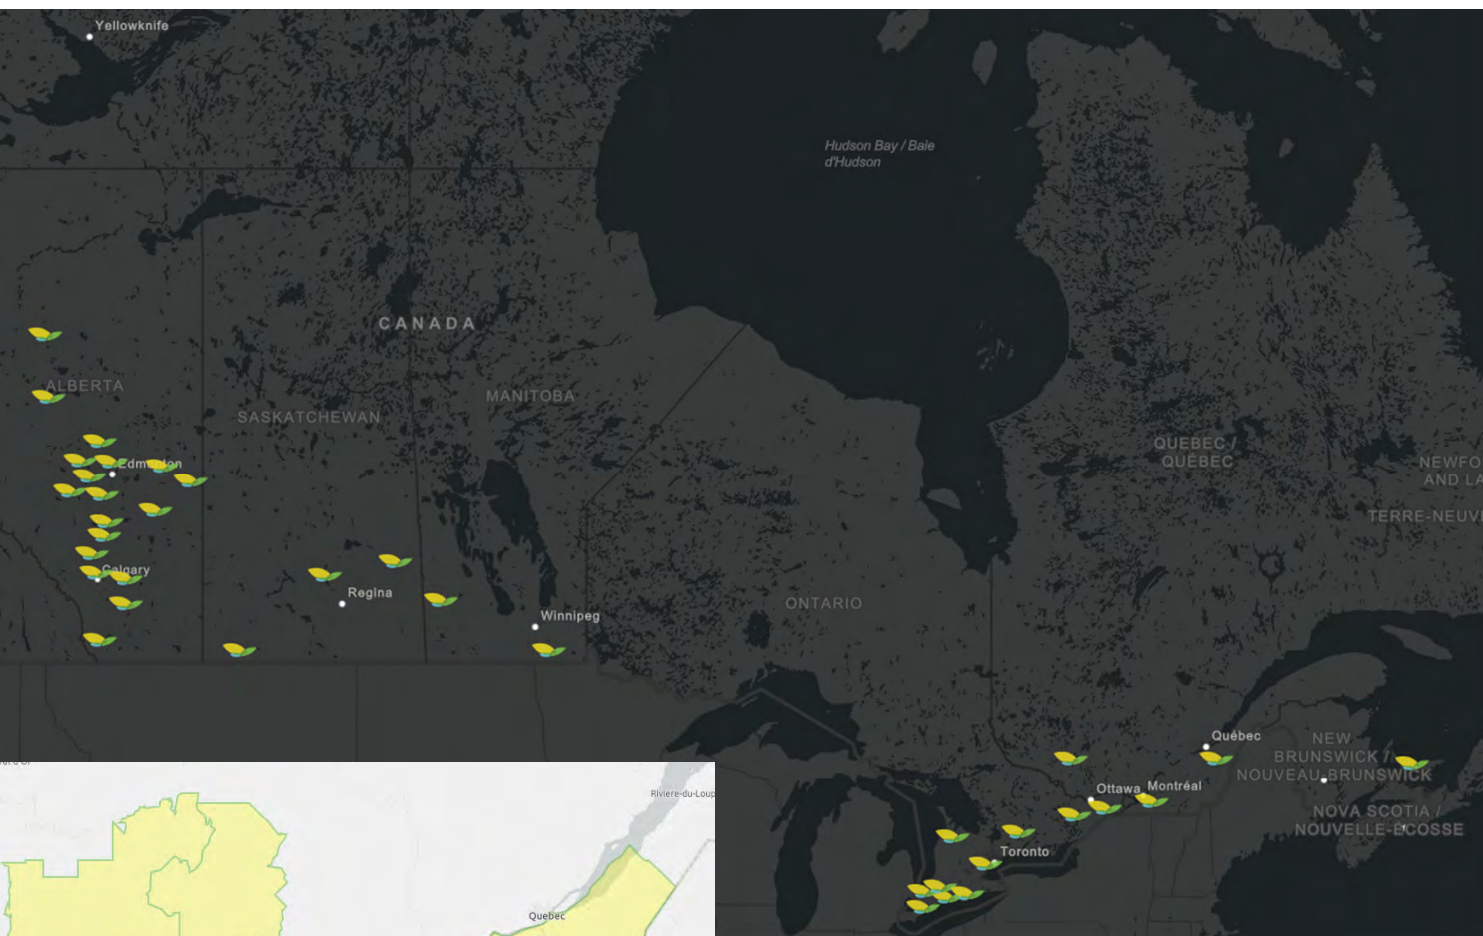 Yellowknife
Hudson Bay / Baie
d'Hudson
CANADA
ALBERTA
MANITOBA
SASKATCHEWAN
Edmonton
QUEBEC /
QUÉBEC
NEWFO
AND LA
TERRE-NEUV
Calgary
Regina
Winnipeg
ONTARIO
Québec
NEW
BRUNSWICK /
NOUVEAU-BRUNSWICK
Ottawa
Montréal
Riviere-du-Loup
NOVA SCOTIA /
NOUVELLE-ÉCOSSE
Toronto
Quebec